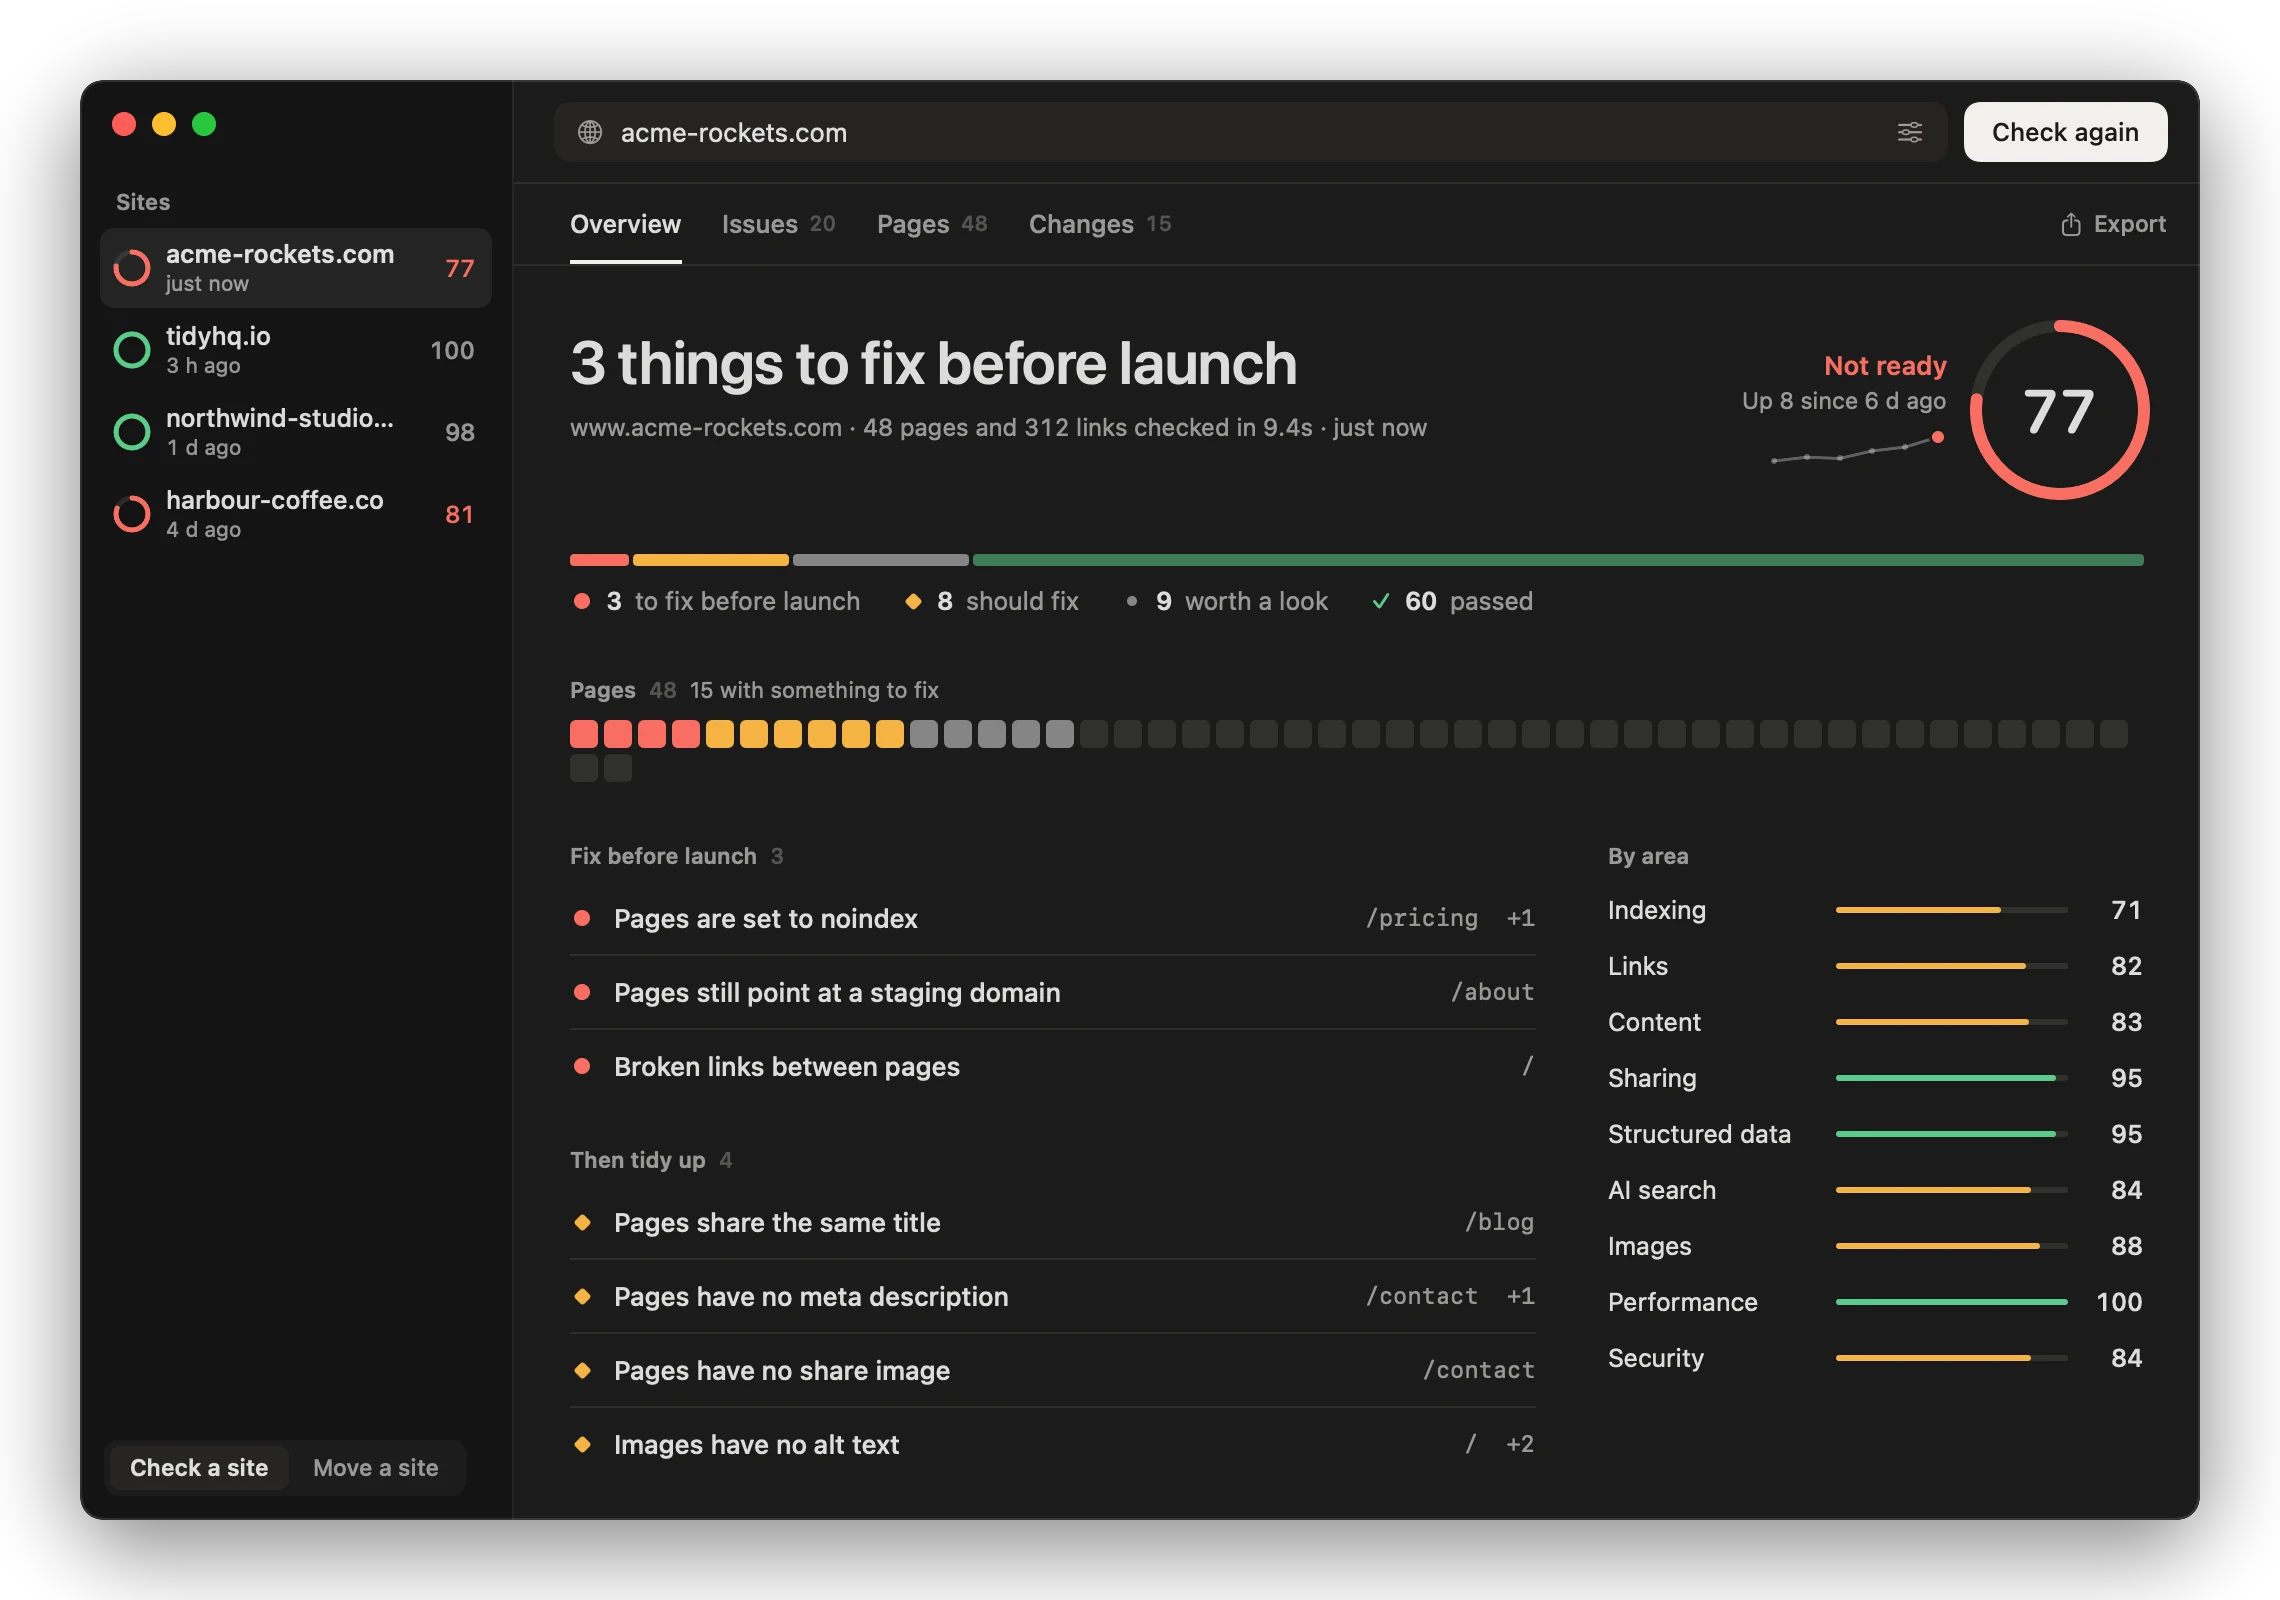 Sites
acme-rockets.com
just now
77
tidyhq.io
3 h ago
100
northwind-studio...
1 d ago
98
harbour-coffee.co
4 d ago
81
Check a site
Move a site
acme-rockets.com
Check again
Overview
Issues 20
Pages 48
Changes 15
Export
3 things to fix before launch
www.acme-rockets.com · 48 pages and 312 links checked in 9.4s · just now
Not ready
Up 8 since 6 d ago
77
3 to fix before launch
8 should fix
9 worth a look
60 passed
Pages 48 15 with something to fix
Fix before launch 3
Pages are set to noindex /pricing +1
Pages still point at a staging domain /about
Broken links between pages /
Then tidy up 4
Pages share the same title /blog
Pages have no meta description /contact +1
Pages have no share image /contact
Images have no alt text / +2
By area
Indexing 71
Links 82
Content 83
Sharing 95
Structured data 95
AI search 84
Images 88
Performance 100
Security 84